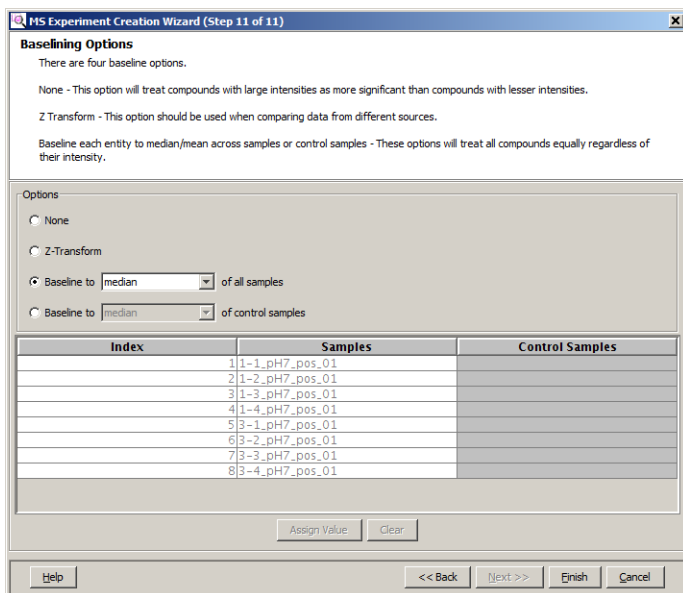 MS Experiment Creation Wizard (Step 11 of 11)
Baselining Options
There are four baseline options.
None - This option will treat compounds with large intensities as more significant than compounds with lesser intensities.
Z Transform - This option should be used when comparing data from different sources.
Baseline each entity to median/mean across samples or control samples - These options will treat all compounds equally regardless of
their intensity.
Options
None
Z-Transform
Baseline to median of all samples
Baseline to median of control samples
Index Samples Control Samples
1 1-1_pH7_pos_01
2 1-2_pH7_pos_01
3 1-3_pH7_pos_01
4 1-4_pH7_pos_01
5 3-1_pH7_pos_01
6 3-2_pH7_pos_01
7 3-3_pH7_pos_01
8 3-4_pH7_pos_01
Assign Value Clear
Help << Back Next >> Finish Cancel